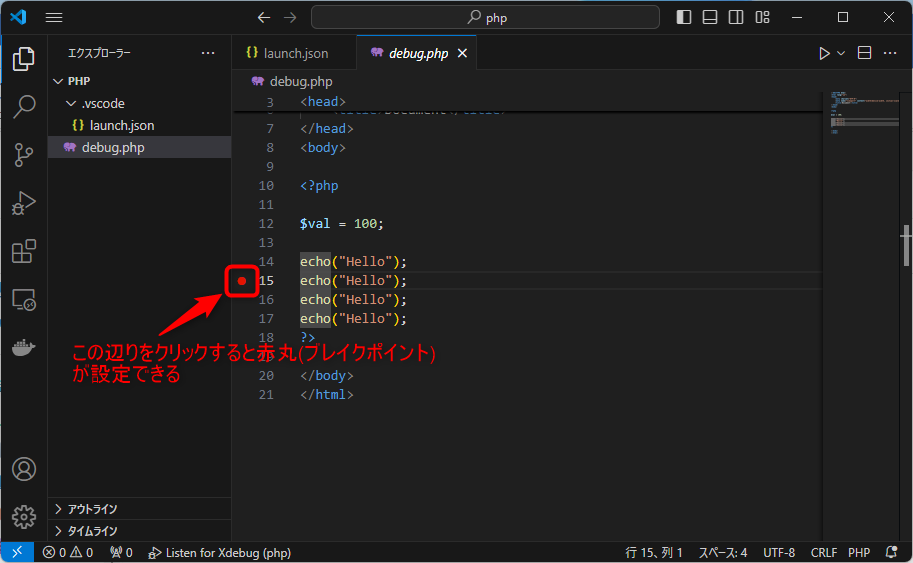 php
エクスプローラー
PHP
.vscode
launch.json
debug.php
アウトライン
タイムライン
launch.json
debug.php
debug.php
3 <head>
7 </head>
8 <body>
9
10 <?php
11
12 $val = 100;
13
14 echo("Hello");
15 echo("Hello");
16 echo("Hello");
17 echo("Hello");
18 ?>
20 </body>
21 </html>
この辺りをクリックすると赤丸(ブレイクポイント)
が設定できる
0 0 0 Listen for Xdebug (php) 行 15、列 1 スペース: 4 UTF-8 CRLF PHP